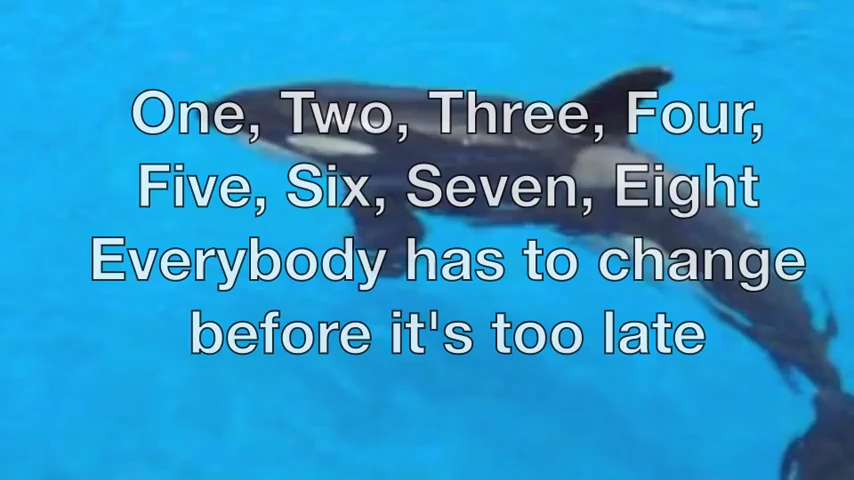 One, Two, Three, Four,
Five, Six, Seven, Eight
Everybody has to change
before it's too late